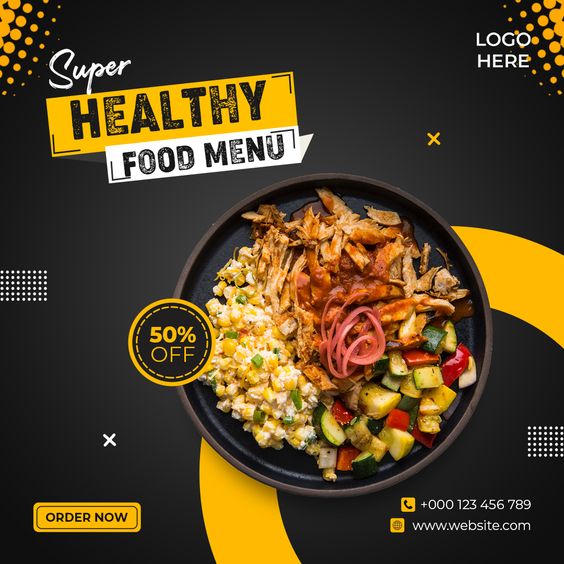 Super
HEALTHY
FOOD MENU
LOGO
HERE
50%
OFF
ORDER NOW
+000 123 456 789
www.website.com